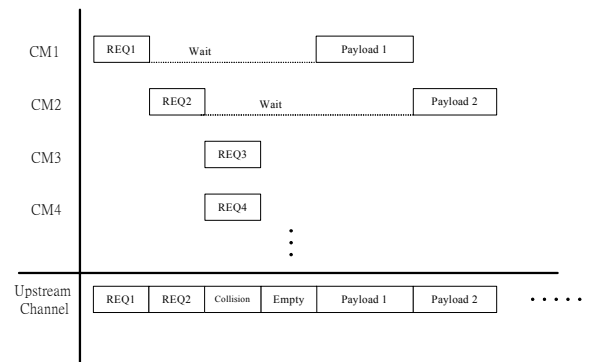 CM1 REQ1 Wait Payload 1
CM2 REQ2 Wait Payload 2
CM3 REQ3
CM4 REQ4
Upstream
Channel
REQ1 REQ2 Collision Empty Payload 1 Payload 2